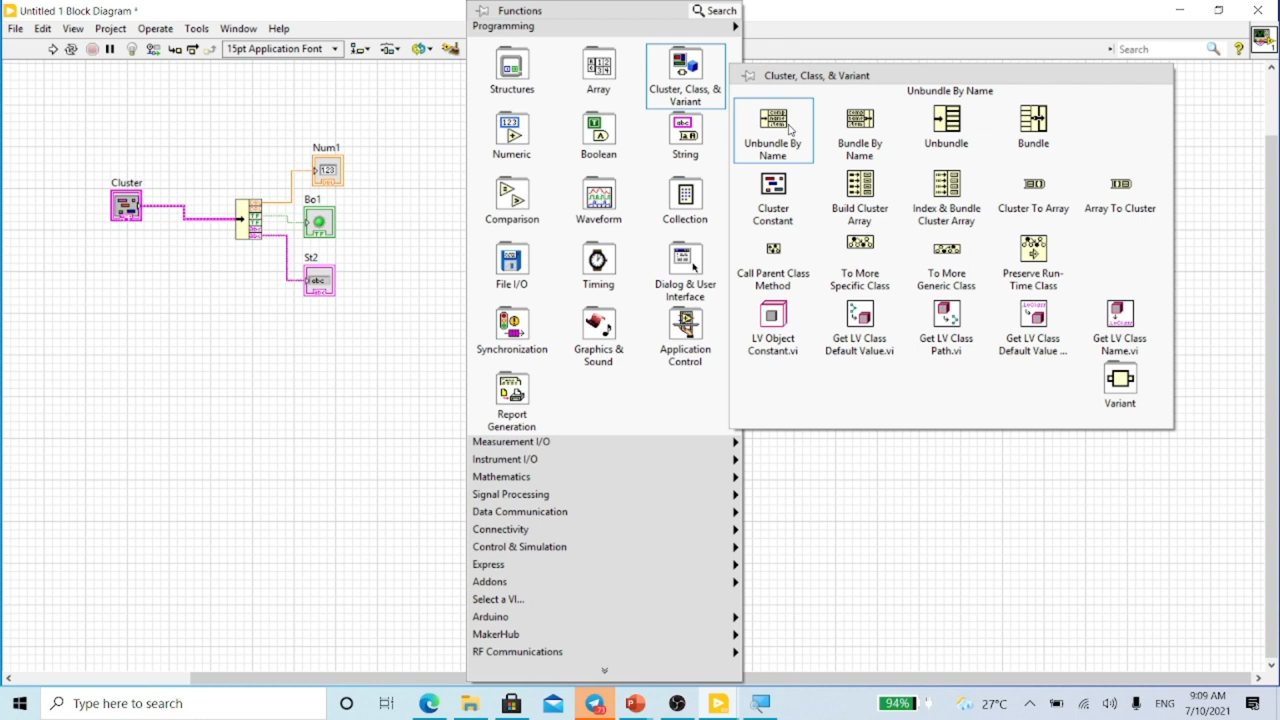 Untitled 1 Block Diagram *
File Edit View Project Operate Tools Window Help
15pt Application Font
Search
Functions
Search
Programming
Structures
Array
Cluster, Class, &
Variant
Numeric
Boolean
String
Comparison
Waveform
Collection
File I/O
Timing
Dialog & User
Interface
Synchronization
Graphics &
Sound
Application
Control
Report
Generation
Measurement I/O
Instrument I/O
Mathematics
Signal Processing
Data Communication
Connectivity
Control & Simulation
Express
Addons
Select a VI...
Arduino
MakerHub
RF Communications
Cluster, Class, & Variant
Unbundle By Name
Unbundle By
Name
Bundle By
Name
Unbundle
Bundle
Cluster
Constant
Build Cluster
Array
Index & Bundle
Cluster Array
Cluster To Array
Array To Cluster
Call Parent Class
Method
To More
Specific Class
To More
Generic Class
Preserve Run-
Time Class
LV Object
Constant.vi
Get LV Class
Default Value.vi
Get LV Class
Path.vi
Get LV Class
Default Value ...
Get LV Class
Name.vi
Variant
Cluster
Num1
123
Bo1
TF
St2
abc
Type here to search
94%
27°C
ENG
9:09 AM
7/10/2021